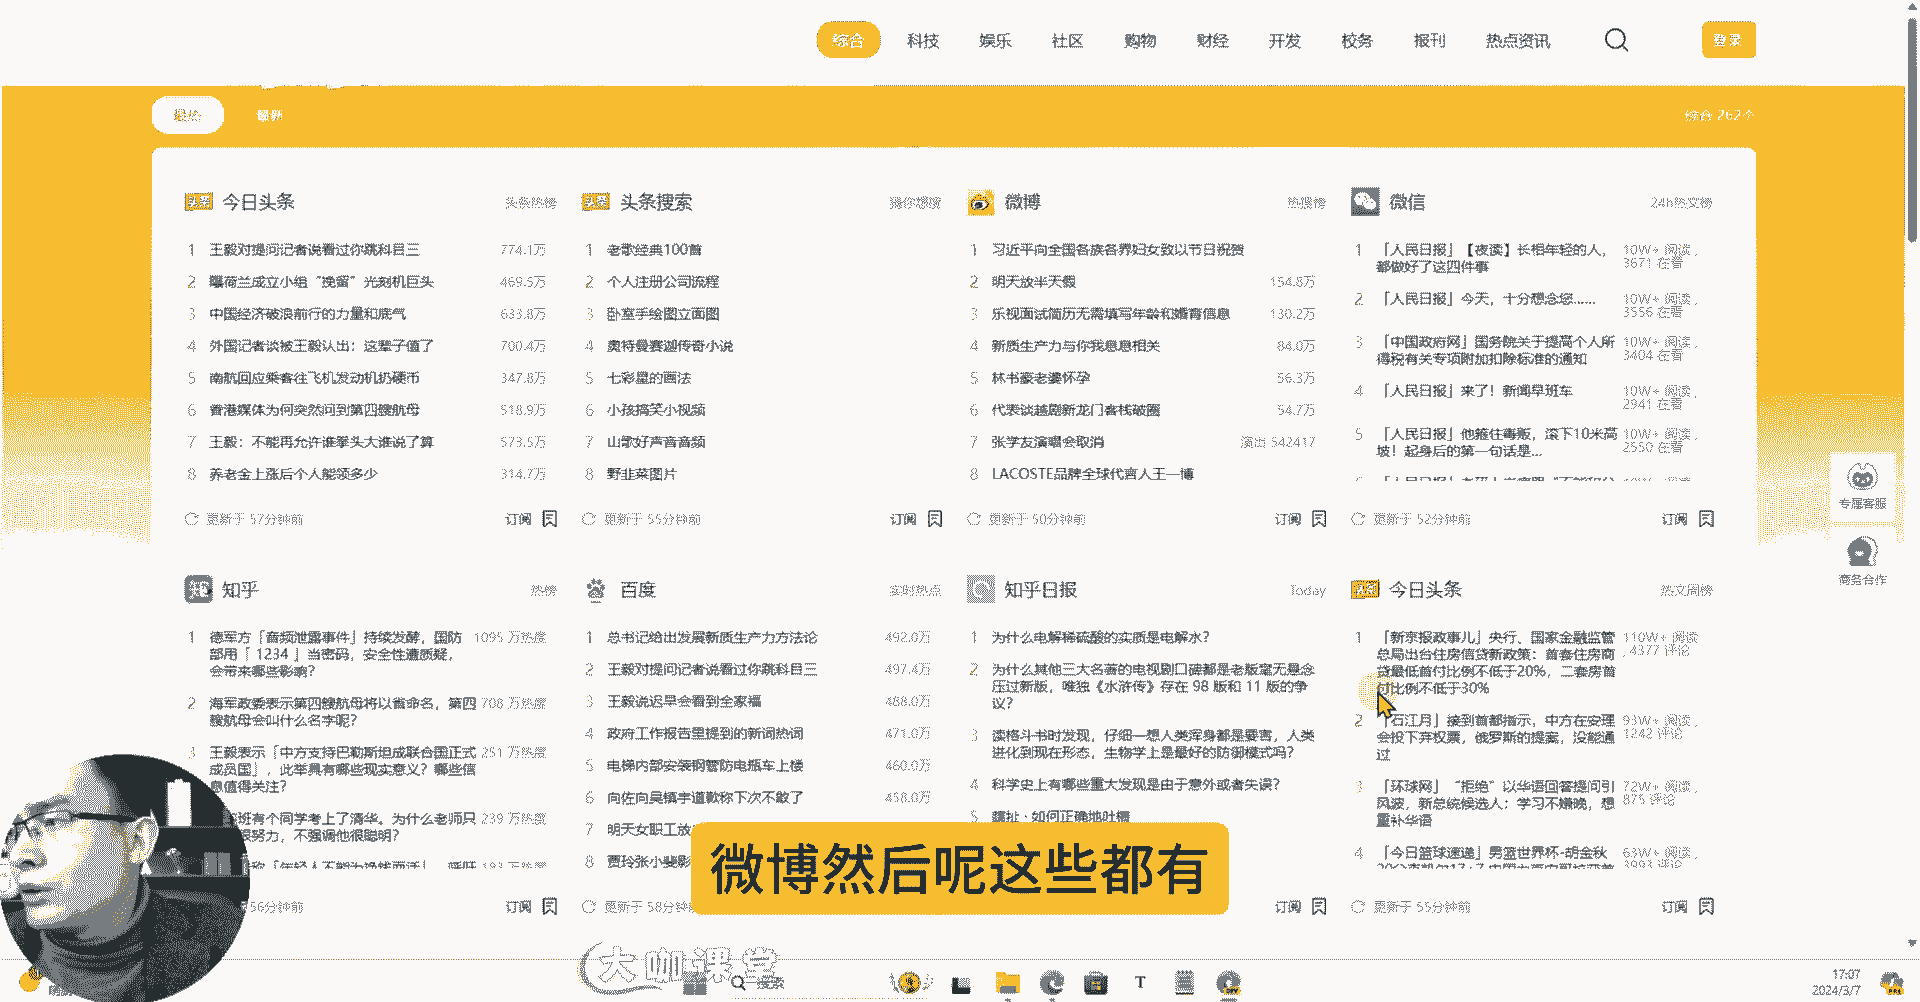 综合 科技 娱乐 社区 购物 财经 开发 校务 报刊 热点资讯 登录
最热 最新 综合 262个
今日头条 头条热榜
1 王毅对提问记者说看过你跳科目三 774.1万
2 曝荷兰成立小组“挽留”光刻机巨头 469.5万
3 中国经济破浪前行的力量和底气 633.8万
4 外国记者谈被王毅认出：这辈子值了 700.4万
5 南航回应乘客往飞机发动机扔硬币 347.8万
6 香港媒体为何突然问到第四艘航母 518.9万
7 王毅：不能再允许谁拳头大谁说了算 573.5万
8 养老金上涨后个人能领多少 314.7万
更新于 57分钟前 订阅
头条搜索 猜你想搜
1 老歌经典100首
2 个人注册公司流程
3 卧室手绘图立面图
4 奥特曼赛迦传奇小说
5 七彩盘的画法
6 小孩搞笑小视频
7 山歌好声音音频
8 野韭菜图片
更新于 55分钟前 订阅
微博 热搜榜
1 习近平向全国各族各界妇女致以节日祝贺
2 明天放半天假 154.8万
3 乐视面试简历无需填写年龄和婚育信息 130.2万
4 新质生产力与你我息息相关 84.0万
5 林书豪老婆怀孕 56.3万
6 代表谈越剧新龙门客栈破圈 54.7万
7 张学友演唱会取消 演出 542417
8 LACOSTE品牌全球代言人王一博
更新于 50分钟前 订阅
微信 24h热文榜
1 「人民日报」【夜读】长相年轻的人，
都做好了这四件事
10W+ 阅读，
3671 在看
2 「人民日报」今天，十分想念您……
10W+ 阅读，
3556 在看
3 「中国政府网」国务院关于提高个人所
得税有关专项附加扣除标准的通知
10W+ 阅读，
3404 在看
4 「人民日报」来了！新闻早班车
10W+ 阅读，
2941 在看
5 「人民日报」他箍住毒贩，滚下10米高
坡！起身后的第一句话是...
10W+ 阅读，
2550 在看
更新于 52分钟前 订阅
专属客服
商务合作
知乎 热榜
1 德军方「音频泄露事件」持续发酵，国防
部用「 1234 」当密码，安全性遭质疑，
会带来哪些影响？
1095 万热度
2 海军政委表示第四艘航母将以省命名，第四
艘航母会叫什么名字呢？
708 万热度
3 王毅表示「中方支持巴勒斯坦成联合国正式
成员国」，此举具有哪些现实意义？哪些信
息值得关注？
251 万热度
班有个同学考上了清华。为什么老师只
很努力，不强调他很聪明？
239 万热度
56分钟前 订阅
百度 实时热点
1 总书记给出发展新质生产力方法论 492.0万
2 王毅对提问记者说看过你跳科目三 497.4万
3 王毅说迟早会看到全家福 488.0万
4 政府工作报告里提到的新词热词 471.0万
5 电梯内部安装钢管防电瓶车上楼 460.0万
6 向佐向吴镇宇道歉称下次不敢了 458.0万
7 明天女职工放
8 贾玲张小斐影
更新于 58分钟
知乎日报 Today
1 为什么电解稀硫酸的实质是电解水？
2 为什么其他三大名著的电视剧口碑都是老版毫无悬念
压过新版，唯独《水浒传》存在 98 版和 11 版的争
议？
3 读格斗书时发现，仔细一想人类浑身都是要害，人类
进化到现在形态，生物学上是最好的防御模式吗？
4 科学史上有哪些重大发现是由于意外或者失误？
5 瞎扯 · 如何正确地吐槽
订阅
今日头条 热文周榜
1 「新京报政事儿」央行、国家金融监管
总局出台住房信贷新政策：首套住房商
贷最低首付比例不低于20%，二套房首
付比例不低于30%
110W+ 阅读
，4377 评论
2 「石江月」接到首都指示，中方在安理
会投下弃权票，俄罗斯的提案，没能通
过
93W+ 阅读，
1242 评论
3 「环球网」“拒绝”以华语回答提问引
风波，新总统候选人：学习不嫌晚，想
重补华语
72W+ 阅读，
875 评论
4 「今日篮球速递」男篮世界杯-胡金秋
63W+ 阅读，
3993 评论
更新于 55分钟前 订阅
微博然后呢这些都有
大咖课堂
搜索
17:07
2024/3/7